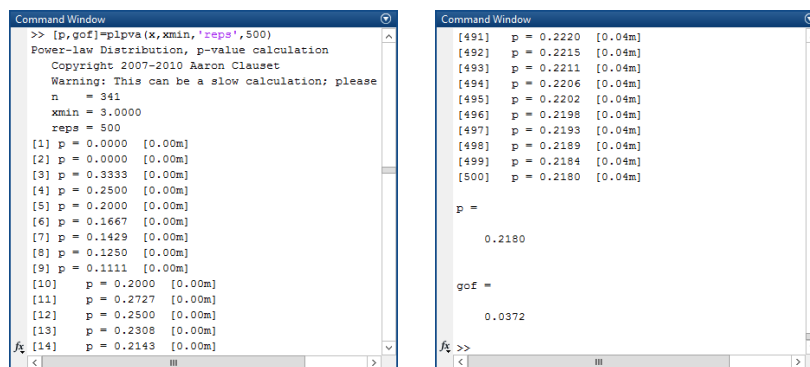 Command Window
>> [p,gof]=plpva(x,xmin,'reps',500)
Power-law Distribution, p-value calculation
Copyright 2007-2010 Aaron Clauset
Warning: This can be a slow calculation; please
n = 341
xmin = 3.0000
reps = 500
[1] p = 0.0000 [0.00m]
[2] p = 0.0000 [0.00m]
[3] p = 0.3333 [0.00m]
[4] p = 0.2500 [0.00m]
[5] p = 0.2000 [0.00m]
[6] p = 0.1667 [0.00m]
[7] p = 0.1429 [0.00m]
[8] p = 0.1250 [0.00m]
[9] p = 0.1111 [0.00m]
[10] p = 0.2000 [0.00m]
[11] p = 0.2727 [0.00m]
[12] p = 0.2500 [0.00m]
[13] p = 0.2308 [0.00m]
fx [14] p = 0.2143 [0.00m]
Command Window
[491] p = 0.2220 [0.04m]
[492] p = 0.2215 [0.04m]
[493] p = 0.2211 [0.04m]
[494] p = 0.2206 [0.04m]
[495] p = 0.2202 [0.04m]
[496] p = 0.2198 [0.04m]
[497] p = 0.2193 [0.04m]
[498] p = 0.2189 [0.04m]
[499] p = 0.2184 [0.04m]
[500] p = 0.2180 [0.04m]
p =
0.2180
gof =
0.0372
fx >>